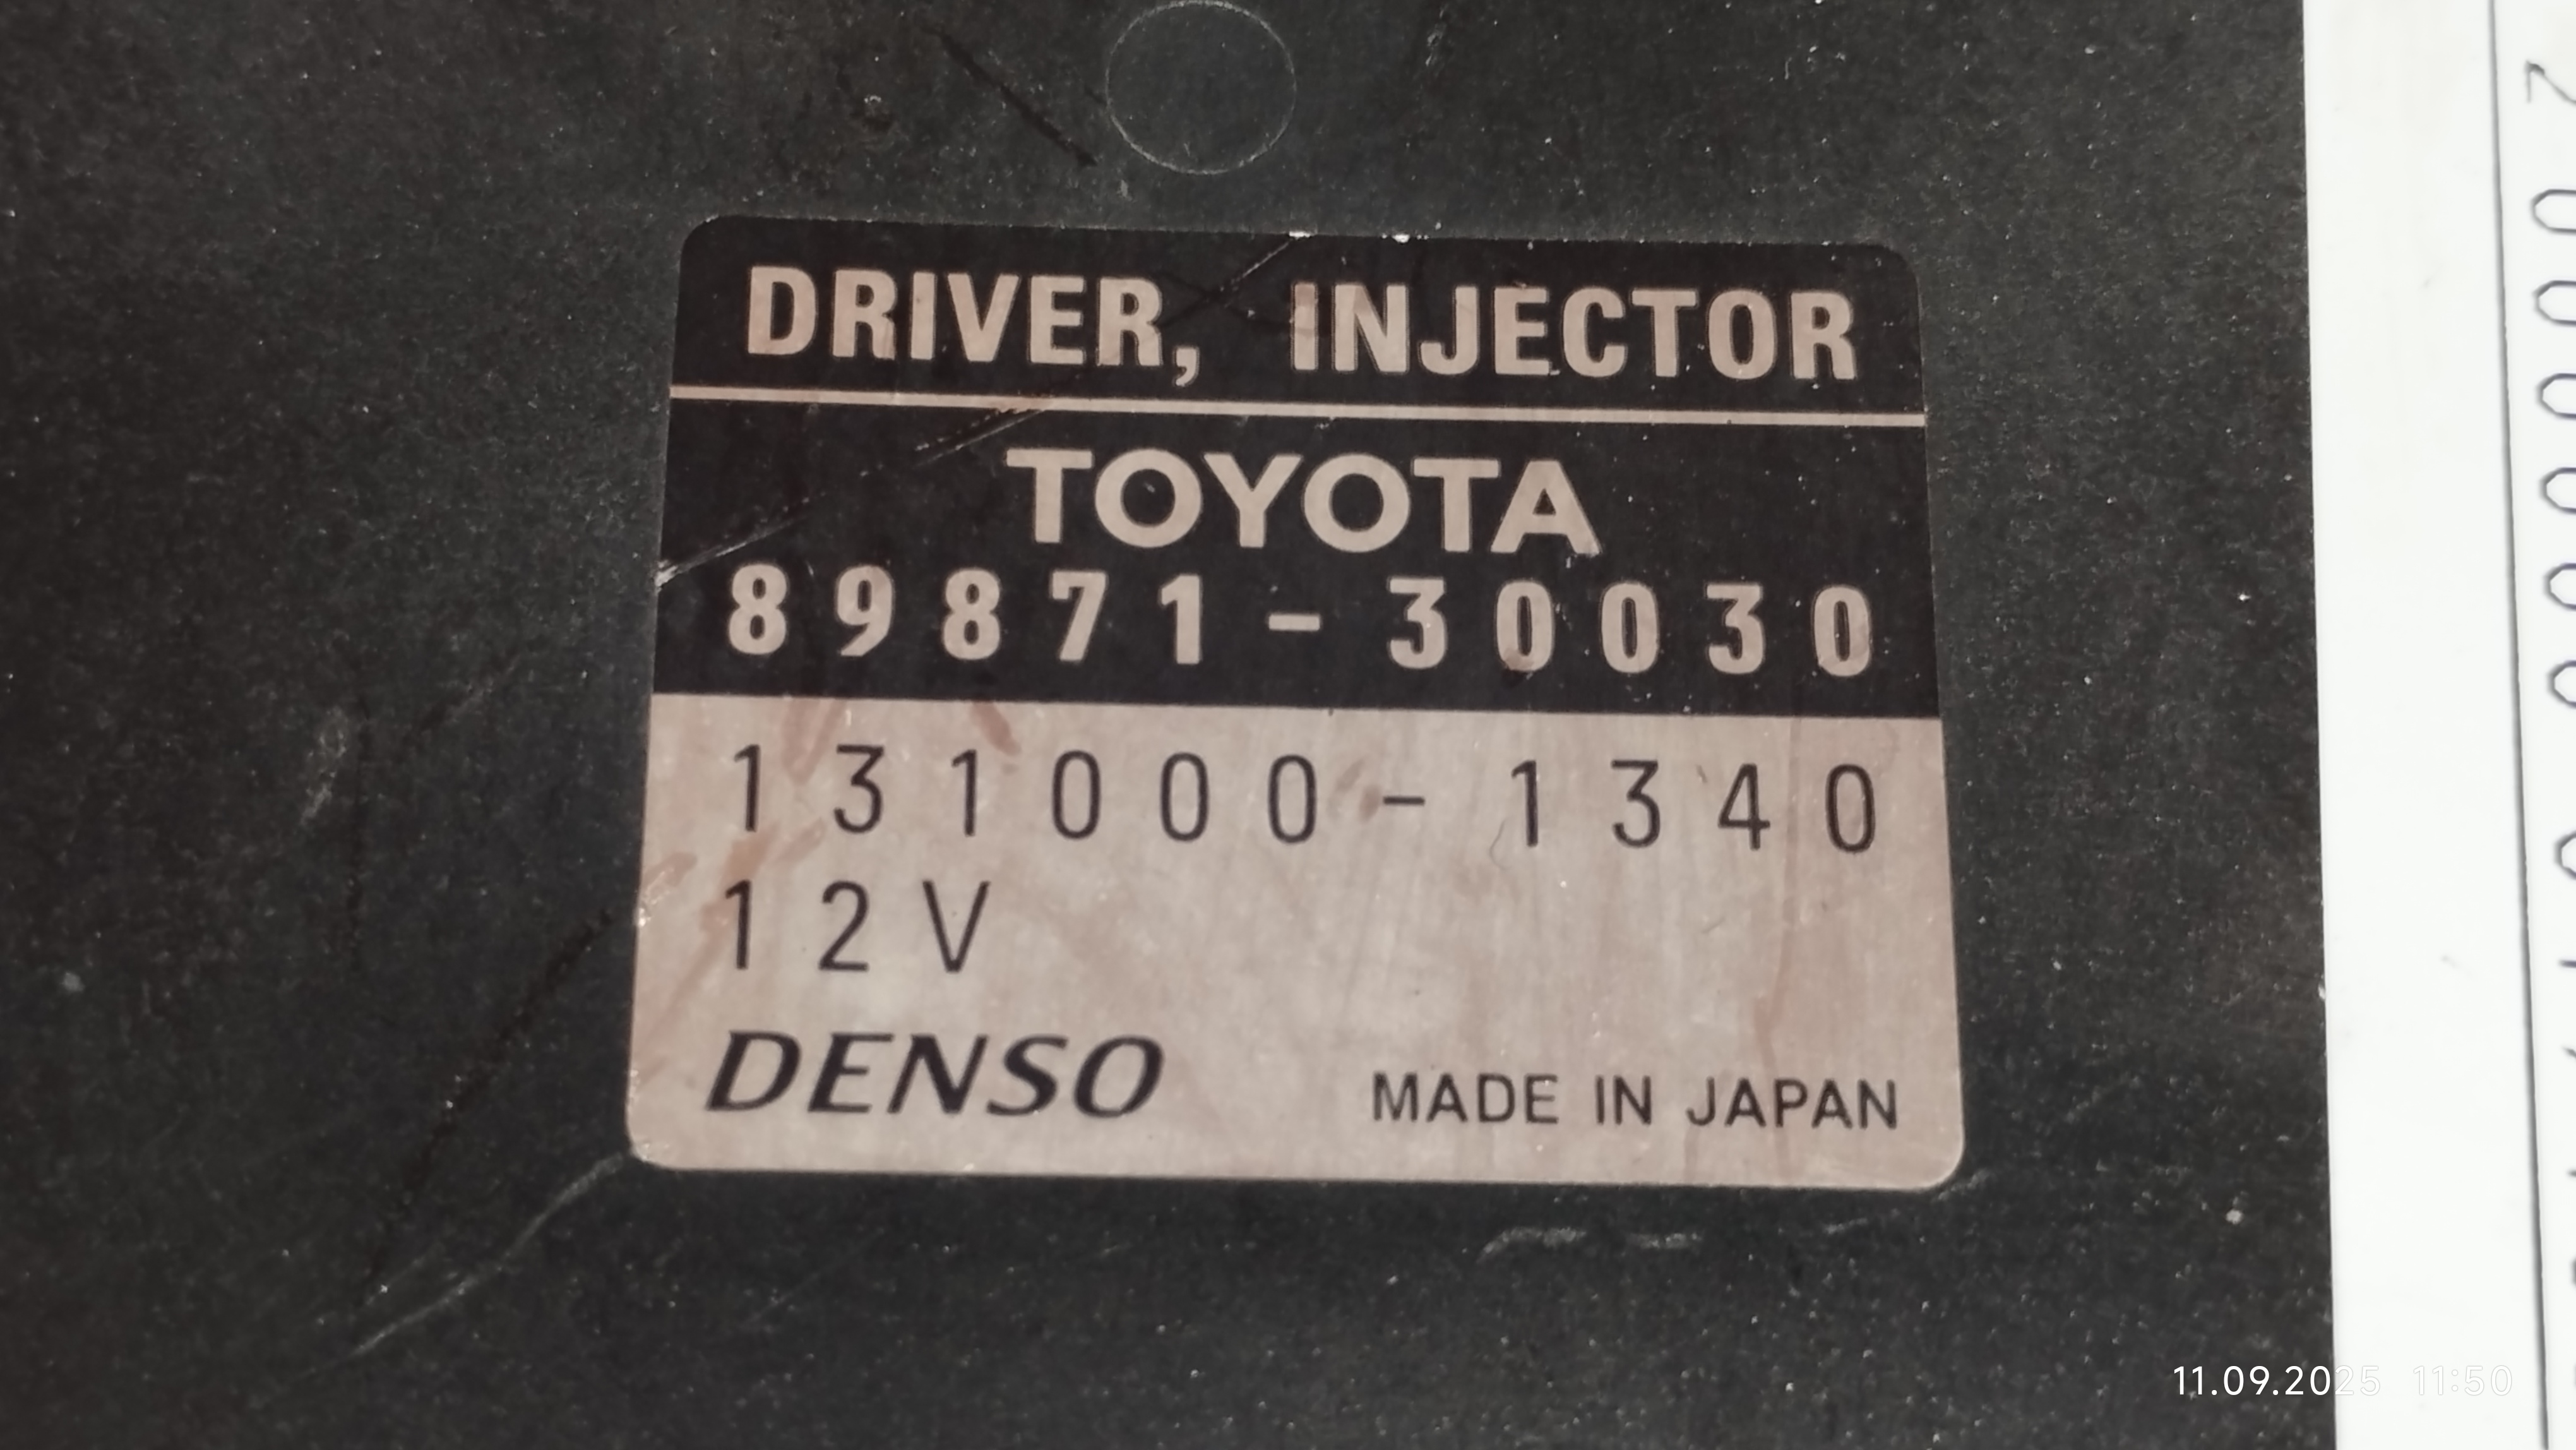 DRIVER, INJECTOR
TOYOTA
89871-30030
131000-1340
12V
DENSO MADE IN JAPAN
11.09.2025 11:50